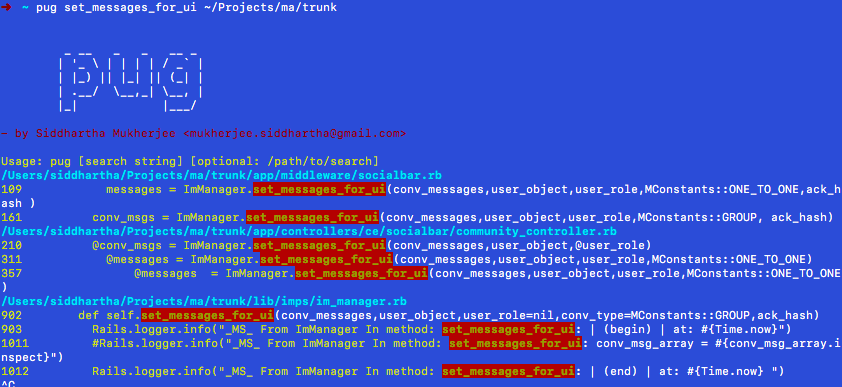 ➜ ~ pug set_messages_for_ui ~/Projects/ma/trunk
 _ __   _   _   __ _
| '_ \ | | | | / _` |
| |_) || |_| || (_| |
| .__/  \__,_| \__, |
|_|            |___/
- by Siddhartha Mukherjee <mukherjee.siddhartha@gmail.com>
Usage: pug [search string] [optional: /path/to/search]
/Users/siddhartha/Projects/ma/trunk/app/middleware/socialbar.rb
109 messages = ImManager.set_messages_for_ui(conv_messages,user_object,user_role,MConstants::ONE_TO_ONE,ack_h
ash )
161 conv_msgs = ImManager.set_messages_for_ui(conv_messages,user_object,user_role,MConstants::GROUP, ack_hash)
/Users/siddhartha/Projects/ma/trunk/app/controllers/ce/socialbar/community_controller.rb
210 @conv_msgs = ImManager.set_messages_for_ui(conv_messages,user_object,@user_role)
311 @messages = ImManager.set_messages_for_ui(conv_messages,user_object,user_role,MConstants::ONE_TO_ONE)
357 @messages  = ImManager.set_messages_for_ui(conv_messages,user_object,user_role,MConstants::ONE_TO_ONE
)
/Users/siddhartha/Projects/ma/trunk/lib/imps/im_manager.rb
902 def self.set_messages_for_ui(conv_messages,user_object,user_role=nil,conv_type=MConstants::GROUP,ack_hash)
903 Rails.logger.info("_MS_ From ImManager In method: set_messages_for_ui: | (begin) | at: #{Time.now}")
1011 #Rails.logger.info("_MS_ From ImManager In method: set_messages_for_ui: conv_msg_array = #{conv_msg_array.i
nspect}")
1012 Rails.logger.info("_MS_ From ImManager In method: set_messages_for_ui: | (end) | at: #{Time.now} ")
^C